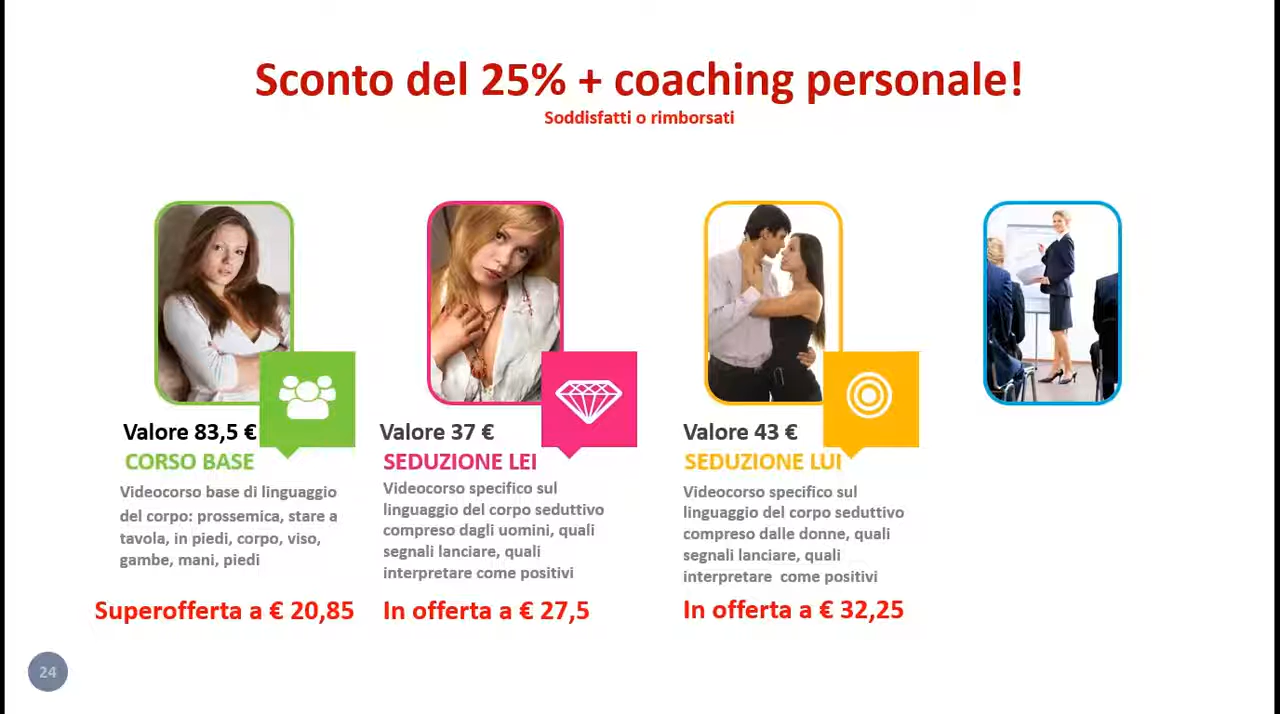 Sconto del 25% + coaching personale!
Soddisfatti o rimborsati
Valore 83,5 €
CORSO BASE
Videocorso base di linguaggio
del corpo: prossemica, stare a
tavola, in piedi, corpo, viso,
gambe, mani, piedi
Superofferta a € 20,85
Valore 37 €
SEDUZIONE LEI
Videocorso specifico sul
linguaggio del corpo seduttivo
compreso dagli uomini, quali
segnali lanciare, quali
interpretare come positivi
In offerta a € 27,5
Valore 43 €
SEDUZIONE LUI
Videocorso specifico sul
linguaggio del corpo seduttivo
compreso dalle donne, quali
segnali lanciare, quali
interpretare come positivi
In offerta a € 32,25
24